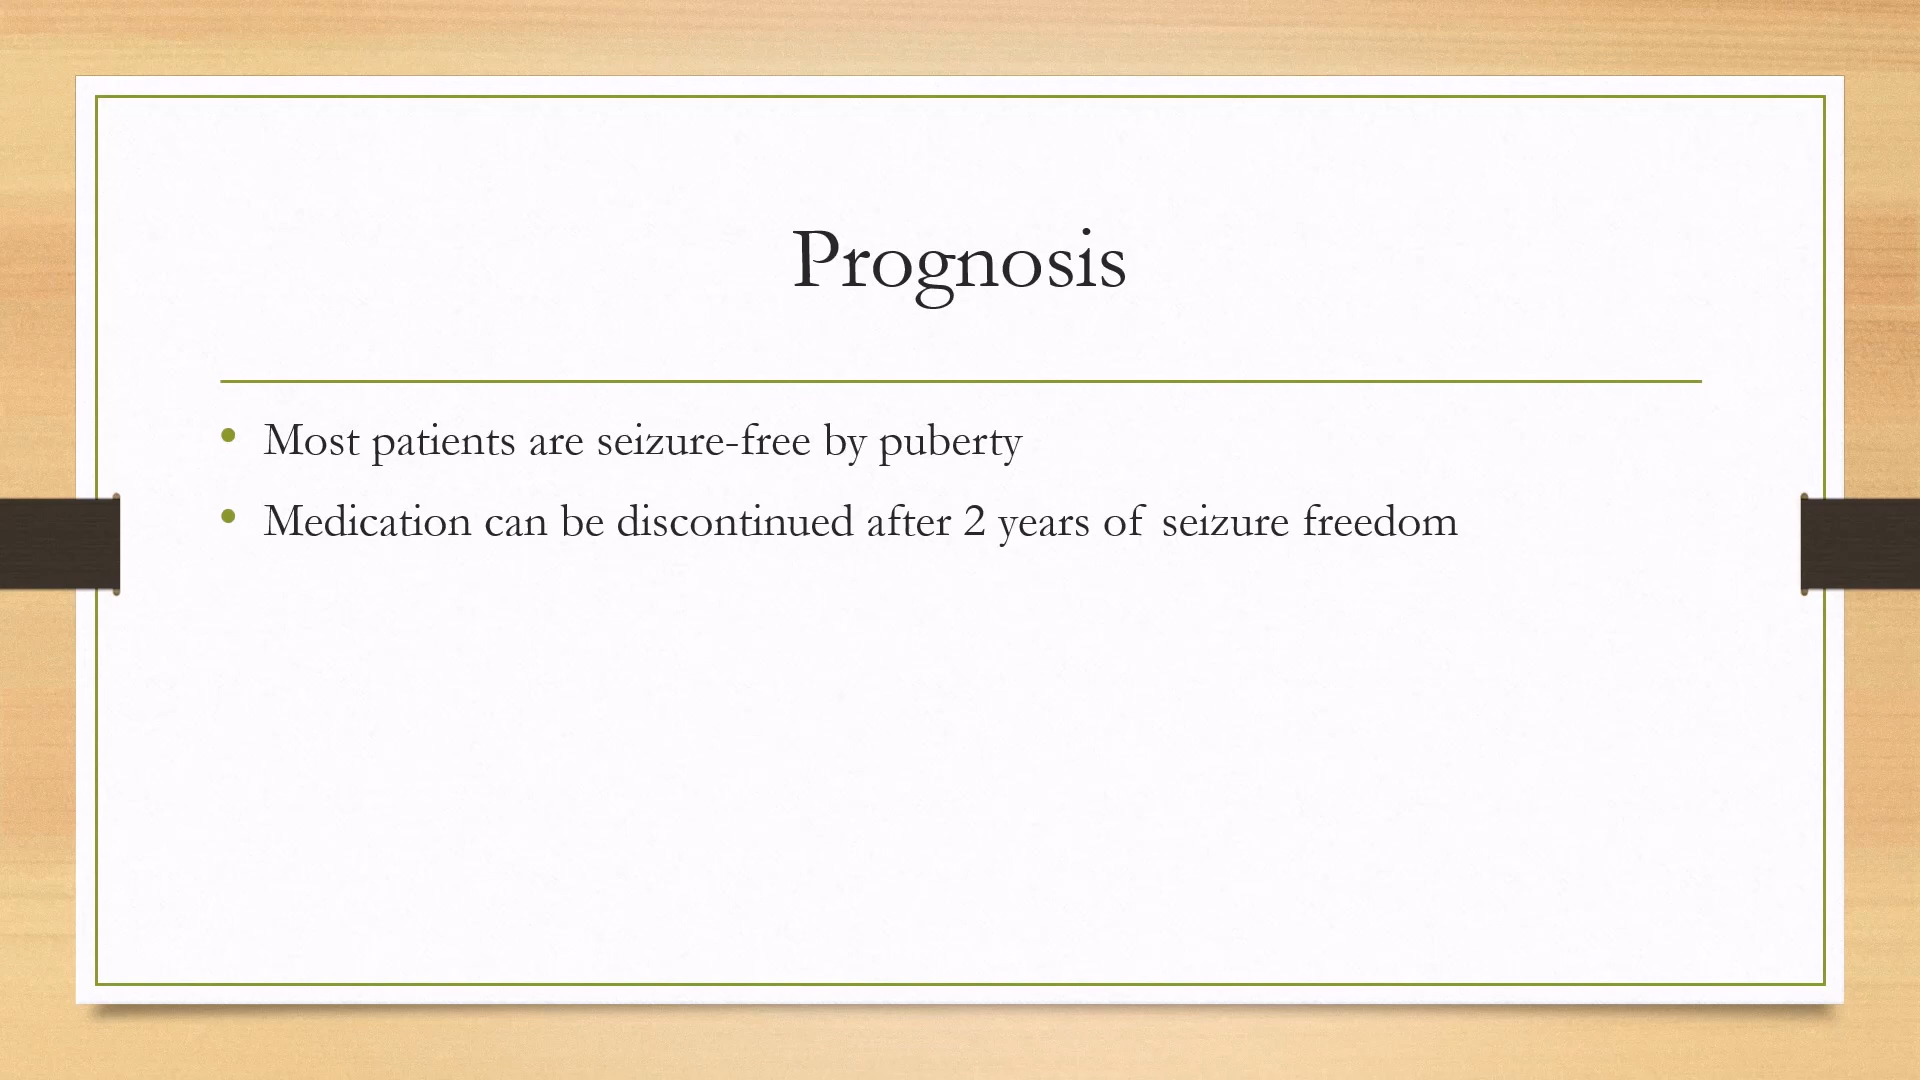 Prognosis
• Most patients are seizure-free by puberty
• Medication can be discontinued after 2 years of seizure freedom